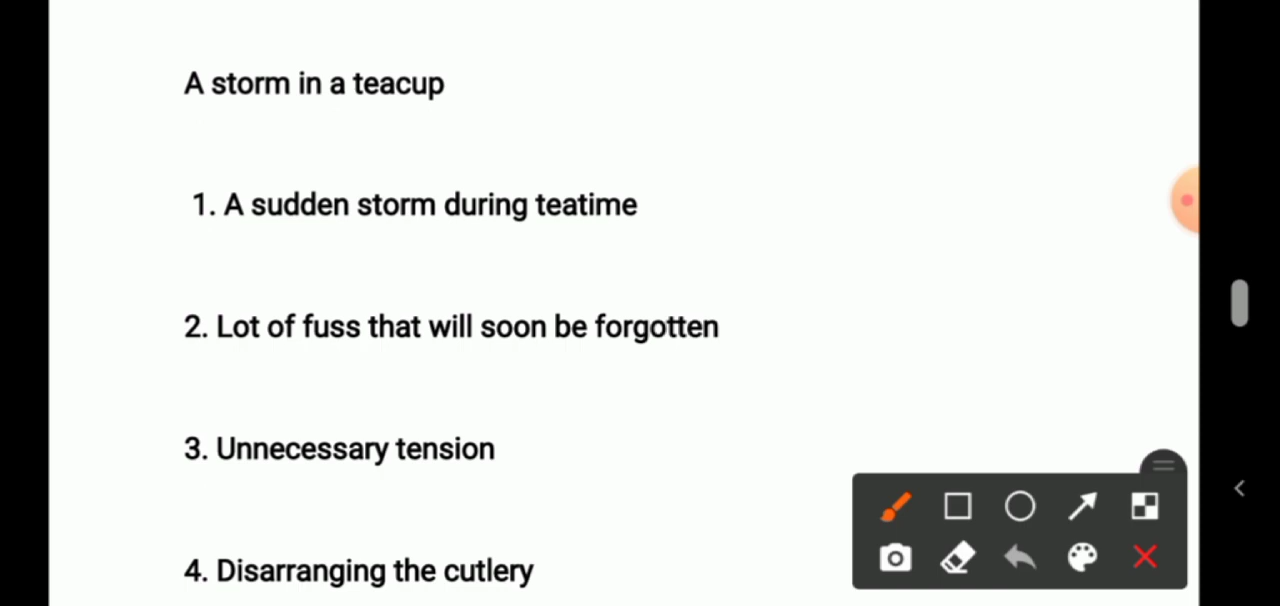 A storm in a teacup
1. A sudden storm during teatime
2. Lot of fuss that will soon be forgotten
3. Unnecessary tension
4. Disarranging the cutlery